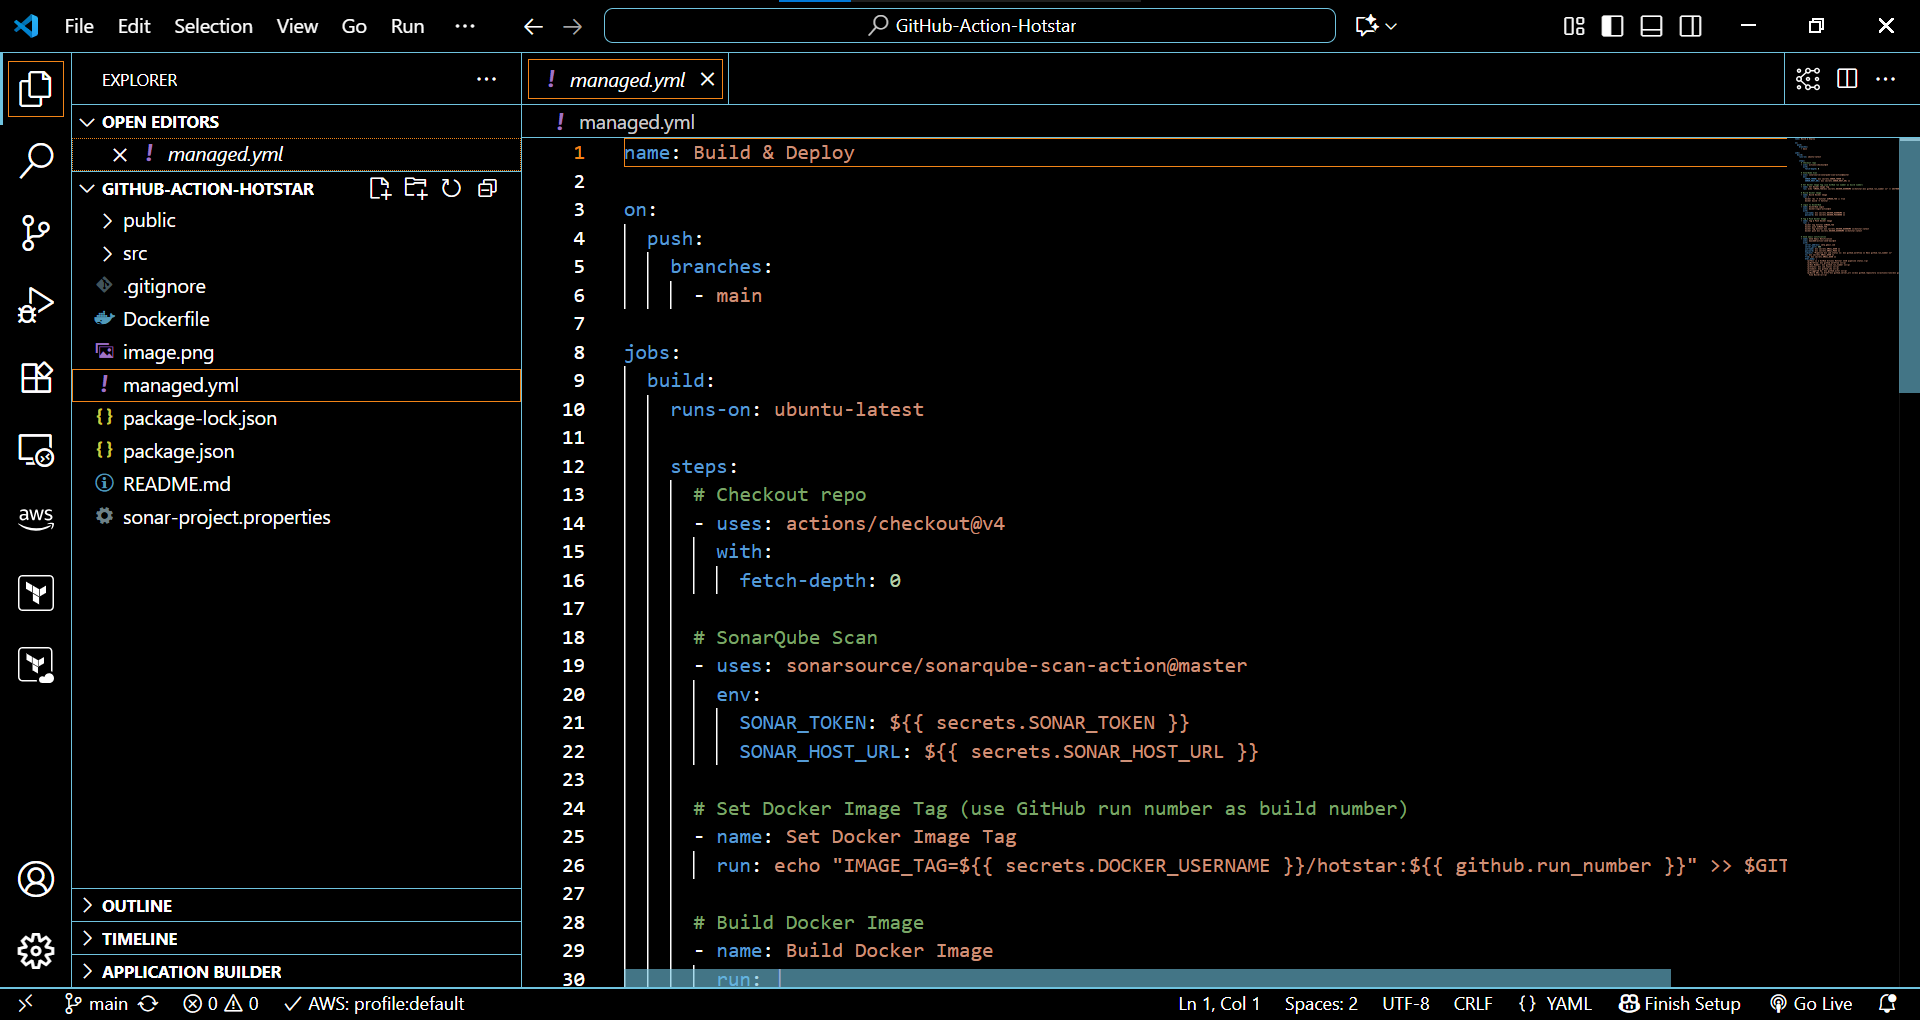 File Edit Selection View Go Run ··· GitHub-Action-Hotstar
EXPLORER
OPEN EDITORS
managed.yml
GITHUB-ACTION-HOTSTAR
public
src
.gitignore
Dockerfile
image.png
managed.yml
package-lock.json
package.json
README.md
sonar-project.properties
aws
OUTLINE
TIMELINE
APPLICATION BUILDER
! managed.yml
! managed.yml
1 name: Build & Deploy
2
3 on:
4 push:
5 branches:
6 - main
7
8 jobs:
9 build:
10 runs-on: ubuntu-latest
11
12 steps:
13 # Checkout repo
14 - uses: actions/checkout@v4
15 with:
16 fetch-depth: 0
17
18 # SonarQube Scan
19 - uses: sonarsource/sonarqube-scan-action@master
20 env:
21 SONAR_TOKEN: ${{ secrets.SONAR_TOKEN }}
22 SONAR_HOST_URL: ${{ secrets.SONAR_HOST_URL }}
23
24 # Set Docker Image Tag (use GitHub run number as build number)
25 - name: Set Docker Image Tag
26 run: echo "IMAGE_TAG=${{ secrets.DOCKER_USERNAME }}/hotstar:${{ github.run_number }}" >> $GIT
27
28 # Build Docker Image
29 - name: Build Docker Image
30 run: |
main 0 0 AWS: profile:default Ln 1, Col 1 Spaces: 2 UTF-8 CRLF {} YAML Finish Setup Go Live